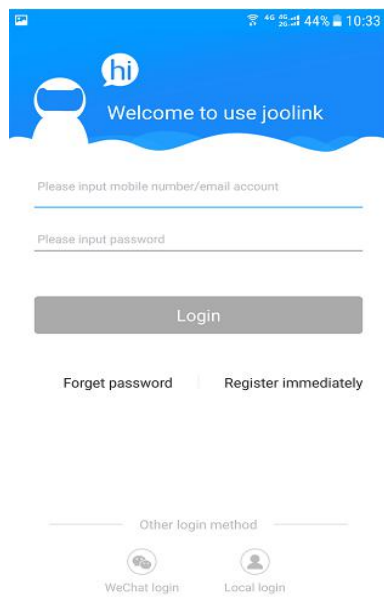 4G 4G 2G 44% 10:33
hi
Welcome to use joolink
Please input mobile number/email account
Please input password
Login
Forget password Register immediately
Other login method
WeChat login Local login